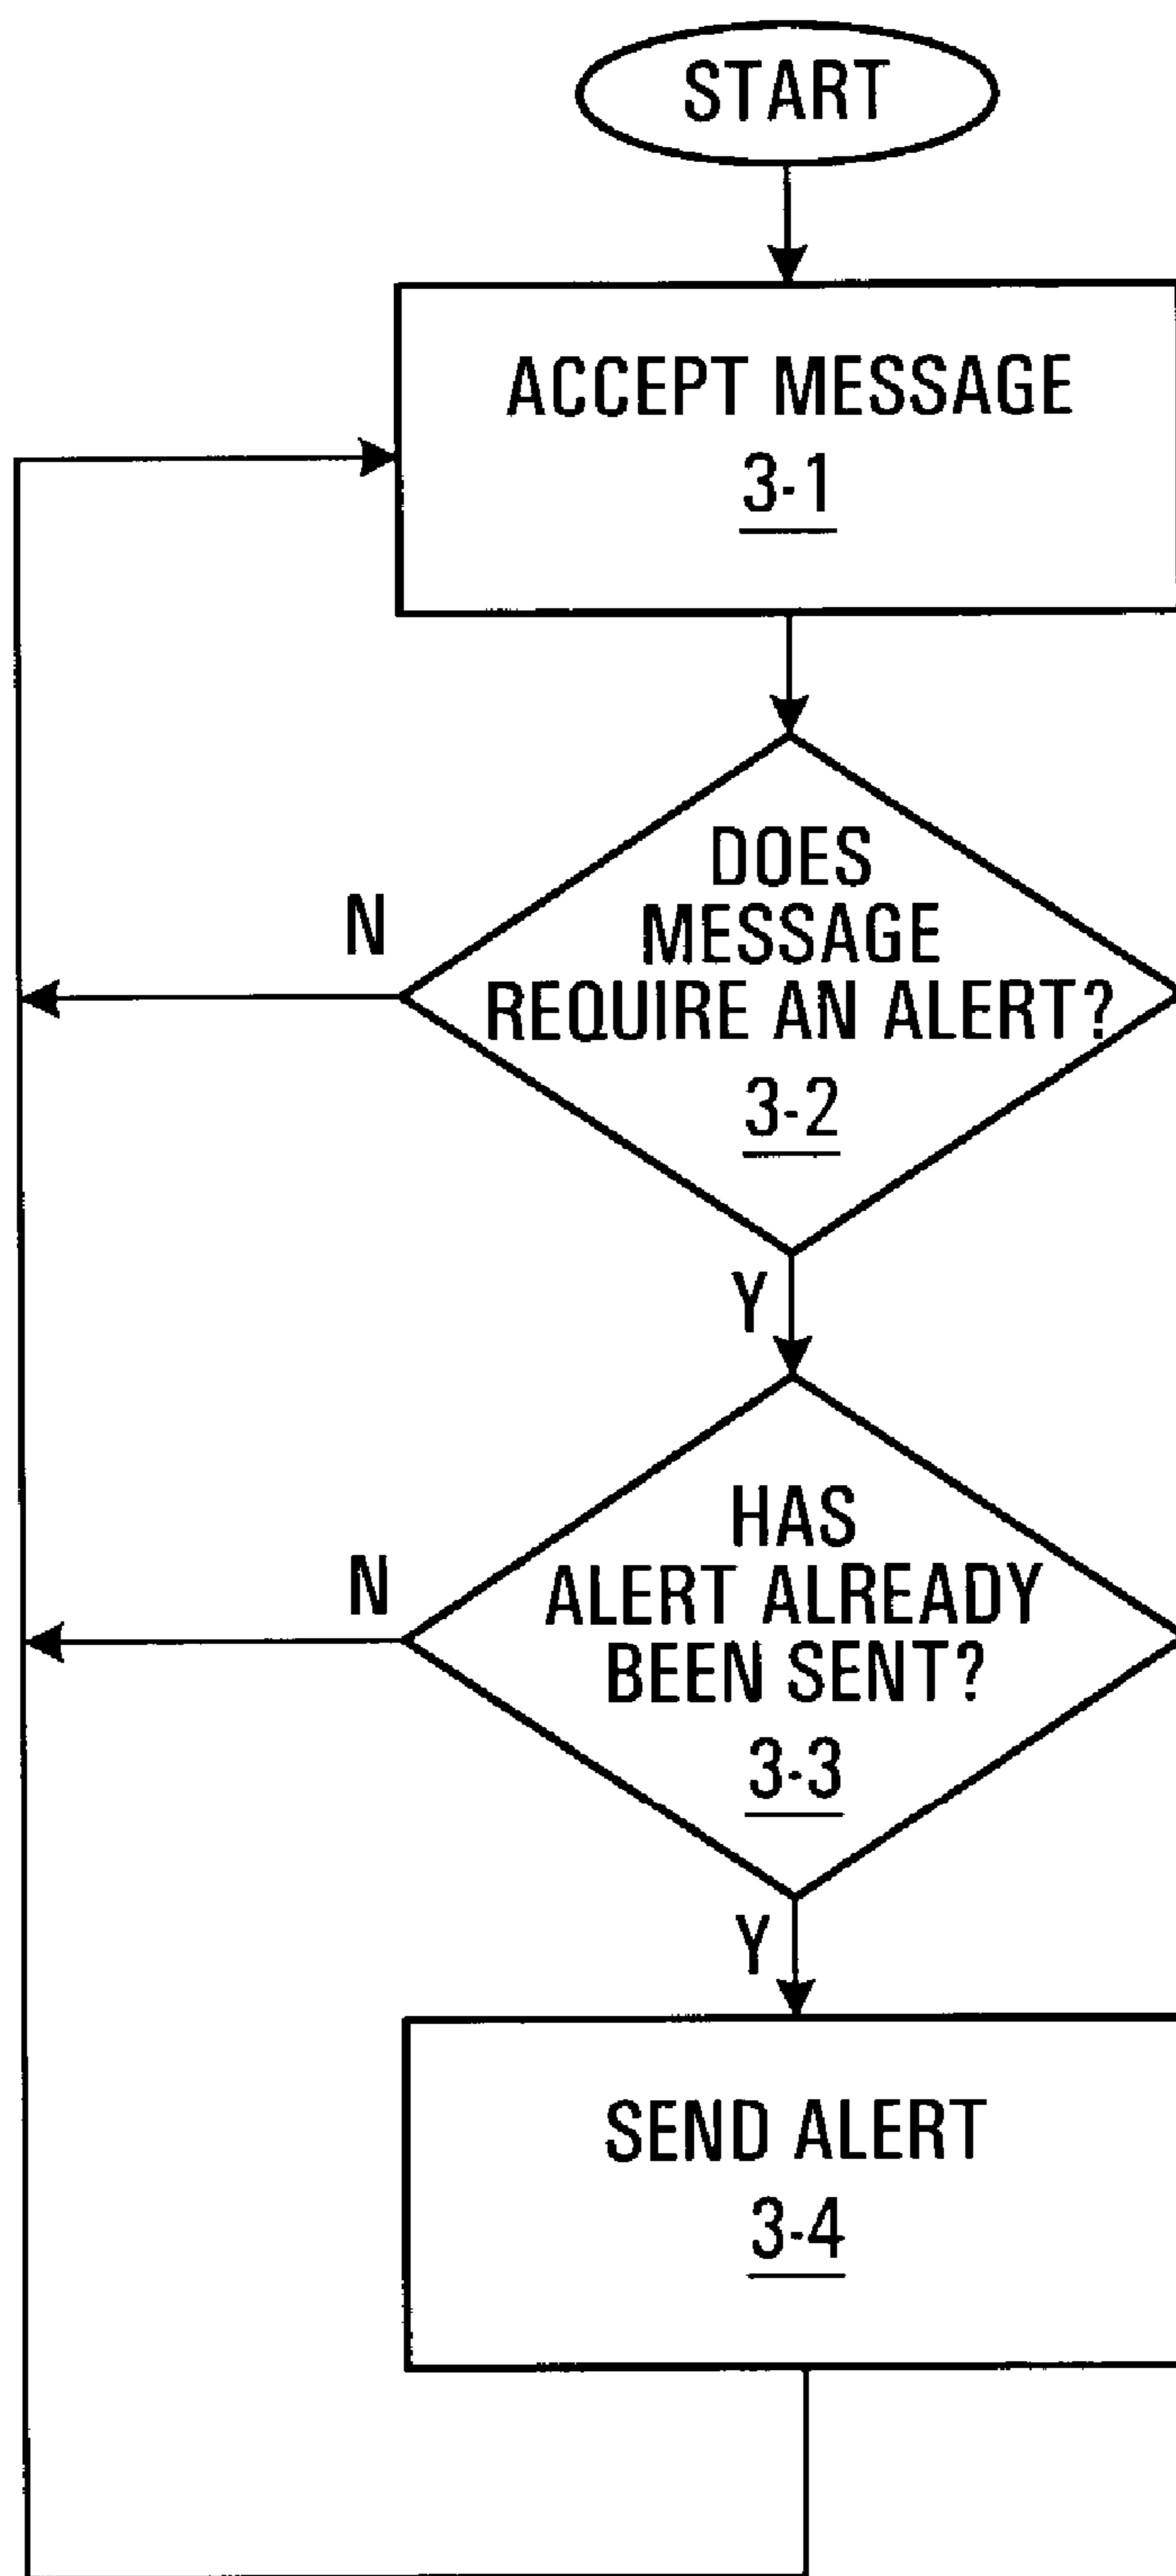 START
ACCEPT MESSAGE
3-1
DOES
MESSAGE
REQUIRE AN ALERT?
3-2
N
Y
HAS
ALERT ALREADY
BEEN SENT?
3-3
N
Y
SEND ALERT
3-4